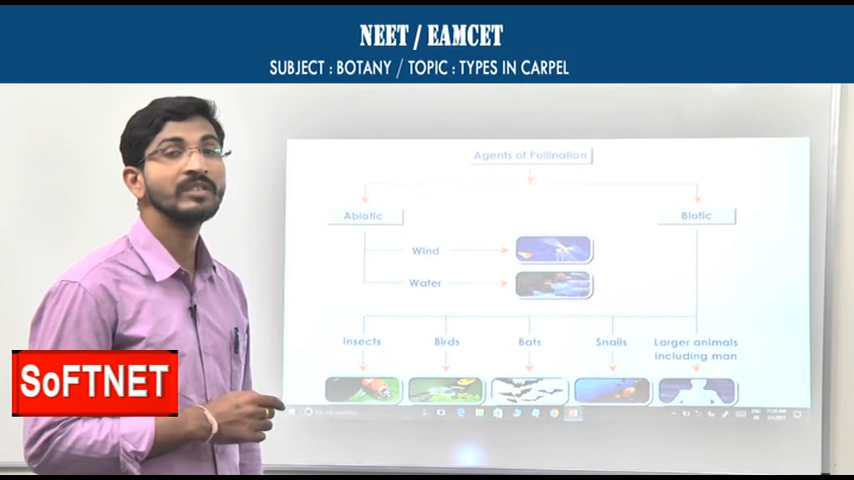 NEET / EAMCET
SUBJECT : BOTANY / TOPIC : TYPES IN CARPEL
Agents of Pollination
Abiotic
Biotic
Wind
Water
Insects
Birds
Bats
Snails
Larger animals
including man
SoFTNET